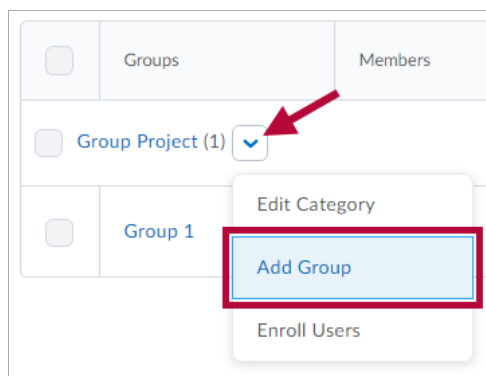 Groups Members
Group Project (1)
Edit Category
Group 1
Add Group
Enroll Users